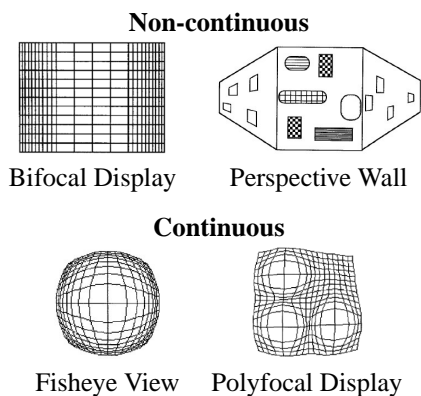 Non-continuous
Bifocal Display Perspective Wall
Continuous
Fisheye View Polyfocal Display